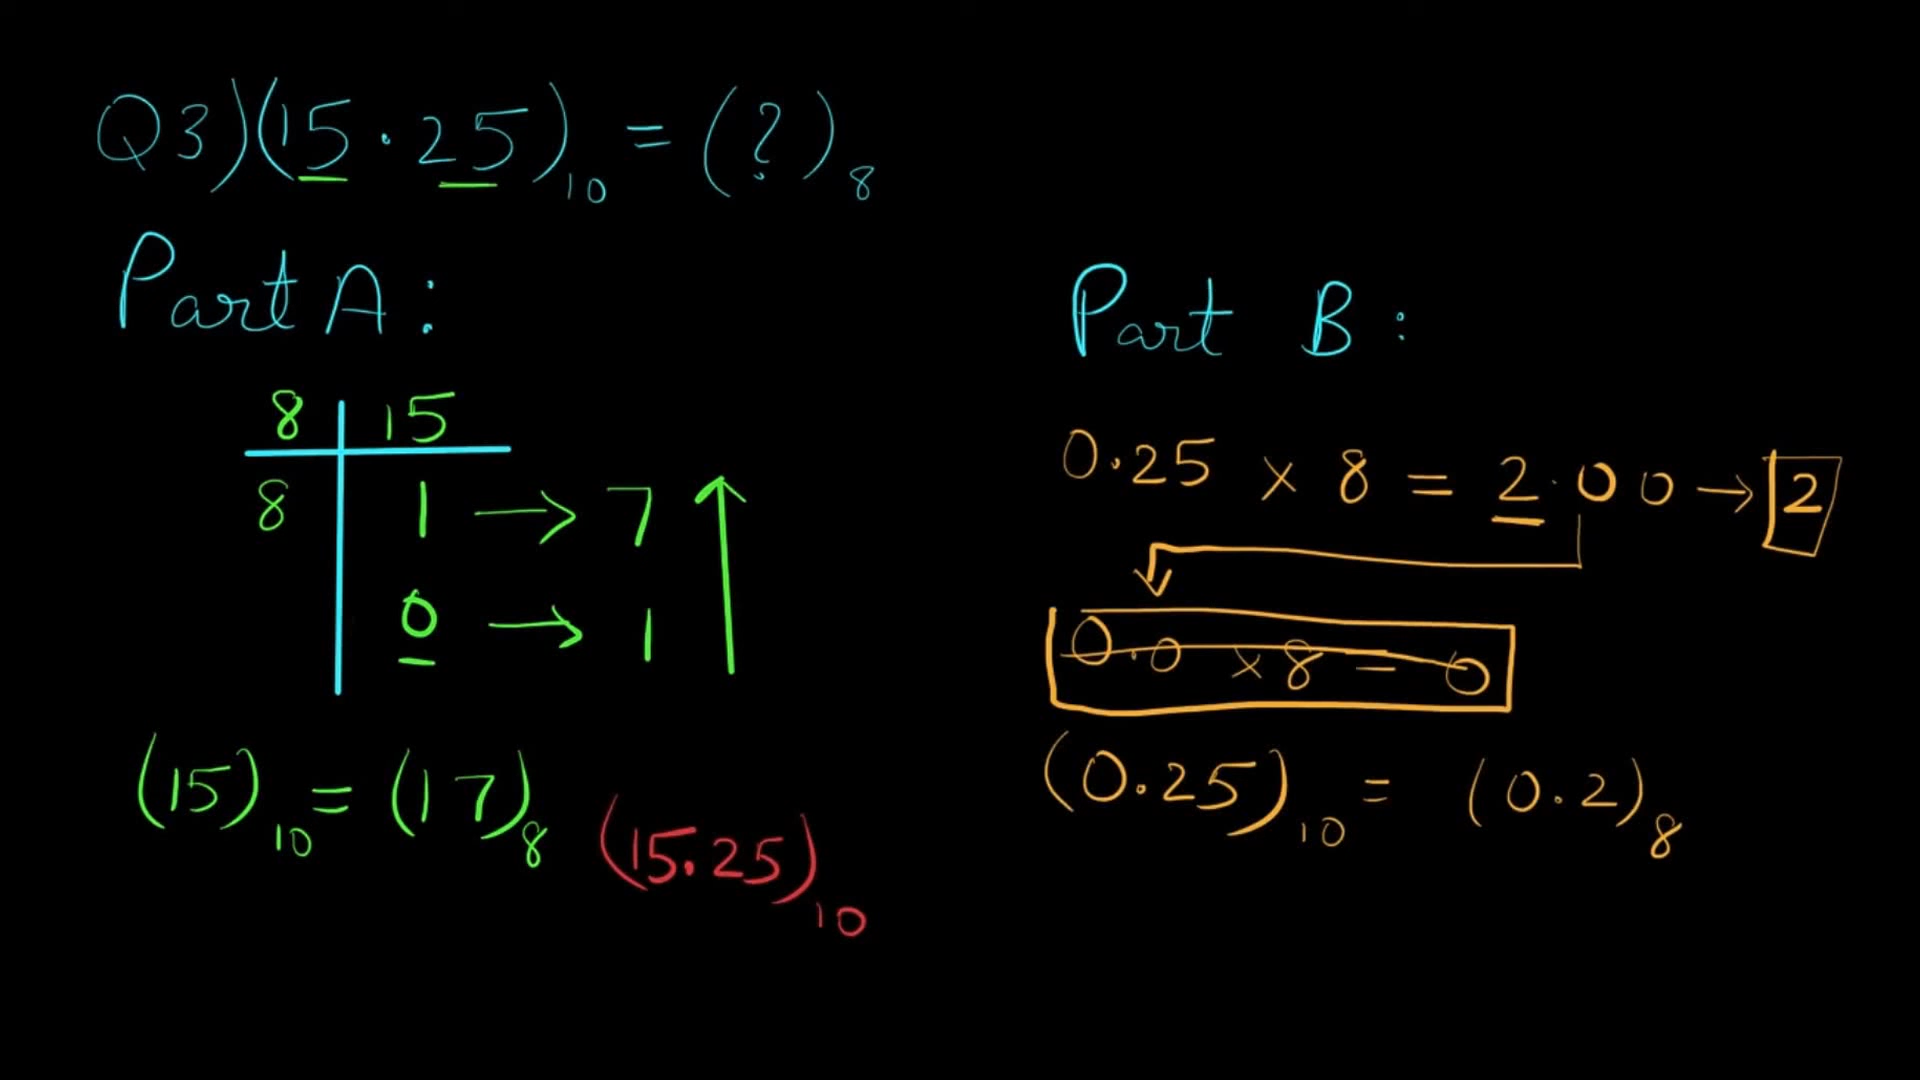 Q3) (15.25)₁₀ = (?)₈
Part A:
8 | 15
8 | 1 → 7
0 → 1
(15)₁₀ = (17)₈
(15.25)₁₀
Part B:
0.25 × 8 = 2.00 → 2
0.0 × 8 = 0
(0.25)₁₀ = (0.2)₈